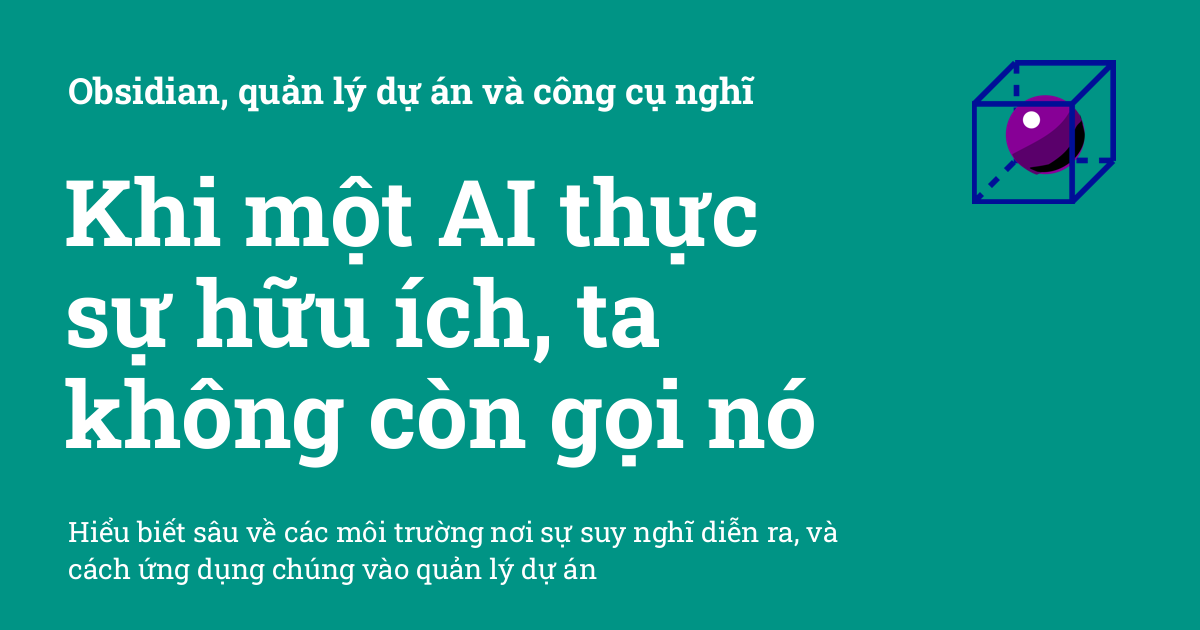 Obsidian, quản lý dự án và công cụ nghĩ
Khi một AI thực
sự hữu ích, ta
không còn gọi nó
Hiểu biết sâu về các môi trường nơi sự suy nghĩ diễn ra, và
cách ứng dụng chúng vào quản lý dự án